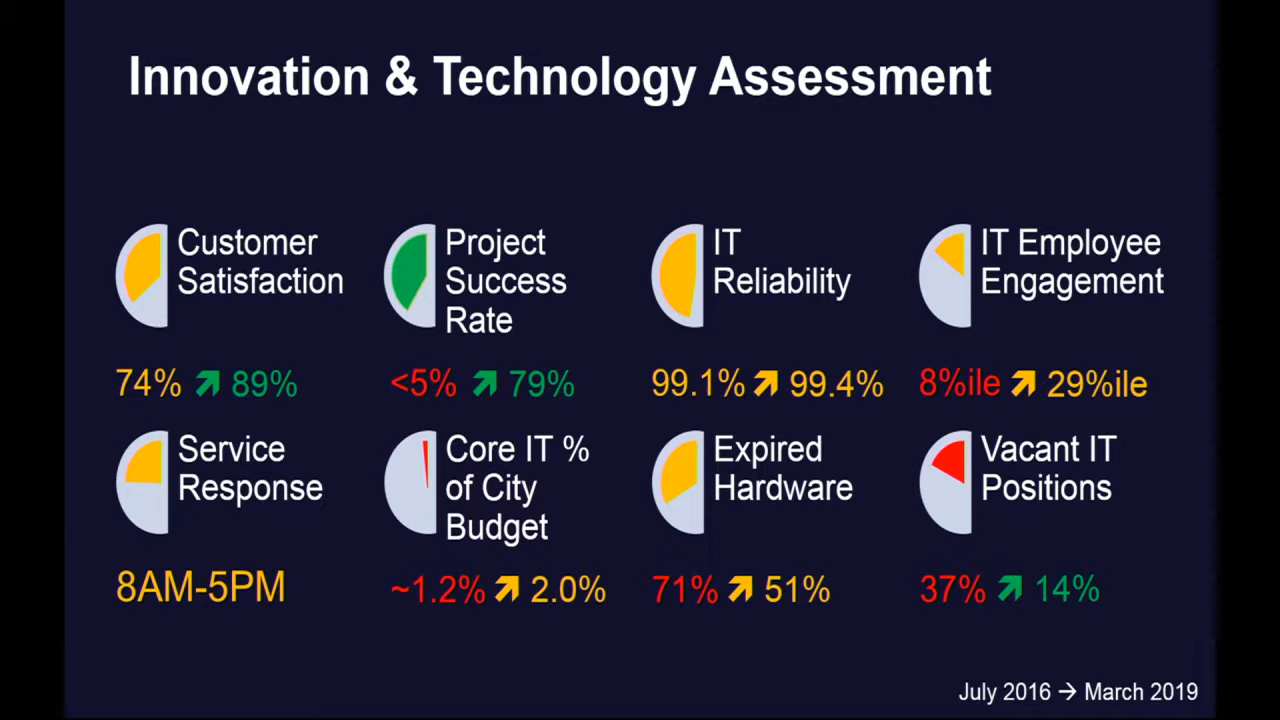 Innovation & Technology Assessment
Customer
Satisfaction
74% ↗ 89%
Project
Success
Rate
<5% ↗ 79%
IT
Reliability
99.1% ↗ 99.4%
IT Employee
Engagement
8%ile ↗ 29%ile
Service
Response
8AM-5PM
Core IT %
of City
Budget
~1.2% ↗ 2.0%
Expired
Hardware
71% ↗ 51%
Vacant IT
Positions
37% ↗ 14%
July 2016 → March 2019